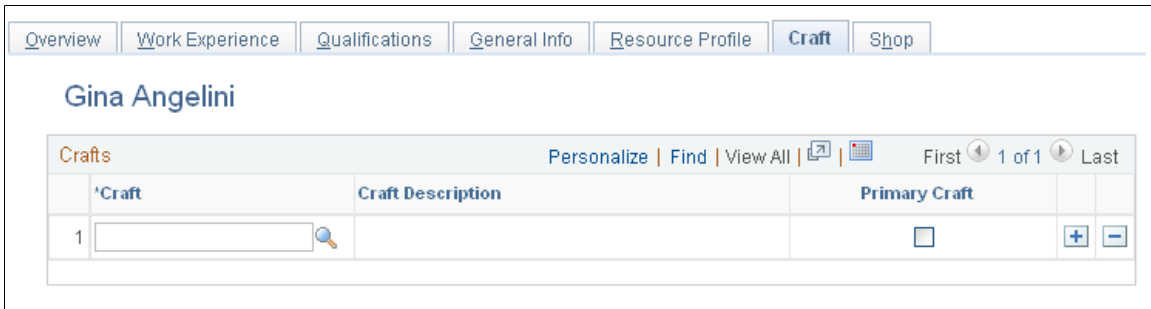 Overview Work Experience Qualifications General Info Resource Profile Craft Shop
Gina Angelini
Crafts Personalize | Find | View All | | First 1 of 1 Last
*Craft Craft Description Primary Craft
1